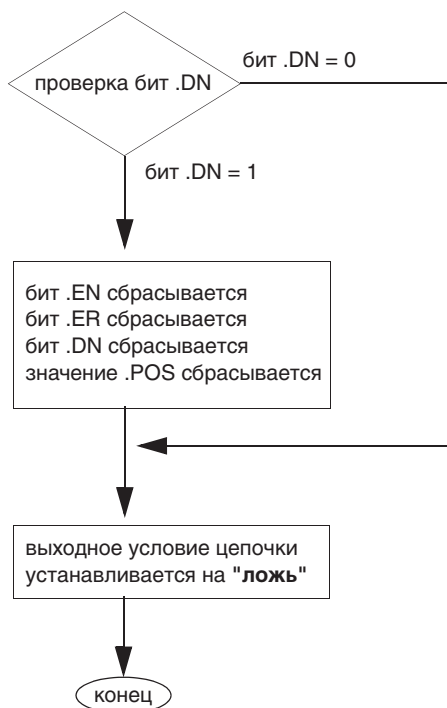 бит .DN = 0
проверка бит .DN
бит .DN = 1
бит .EN сбрасывается
бит .ER сбрасывается
бит .DN сбрасывается
значение .POS сбрасывается
выходное условие цепочки
устанавливается на "ложь"
конец